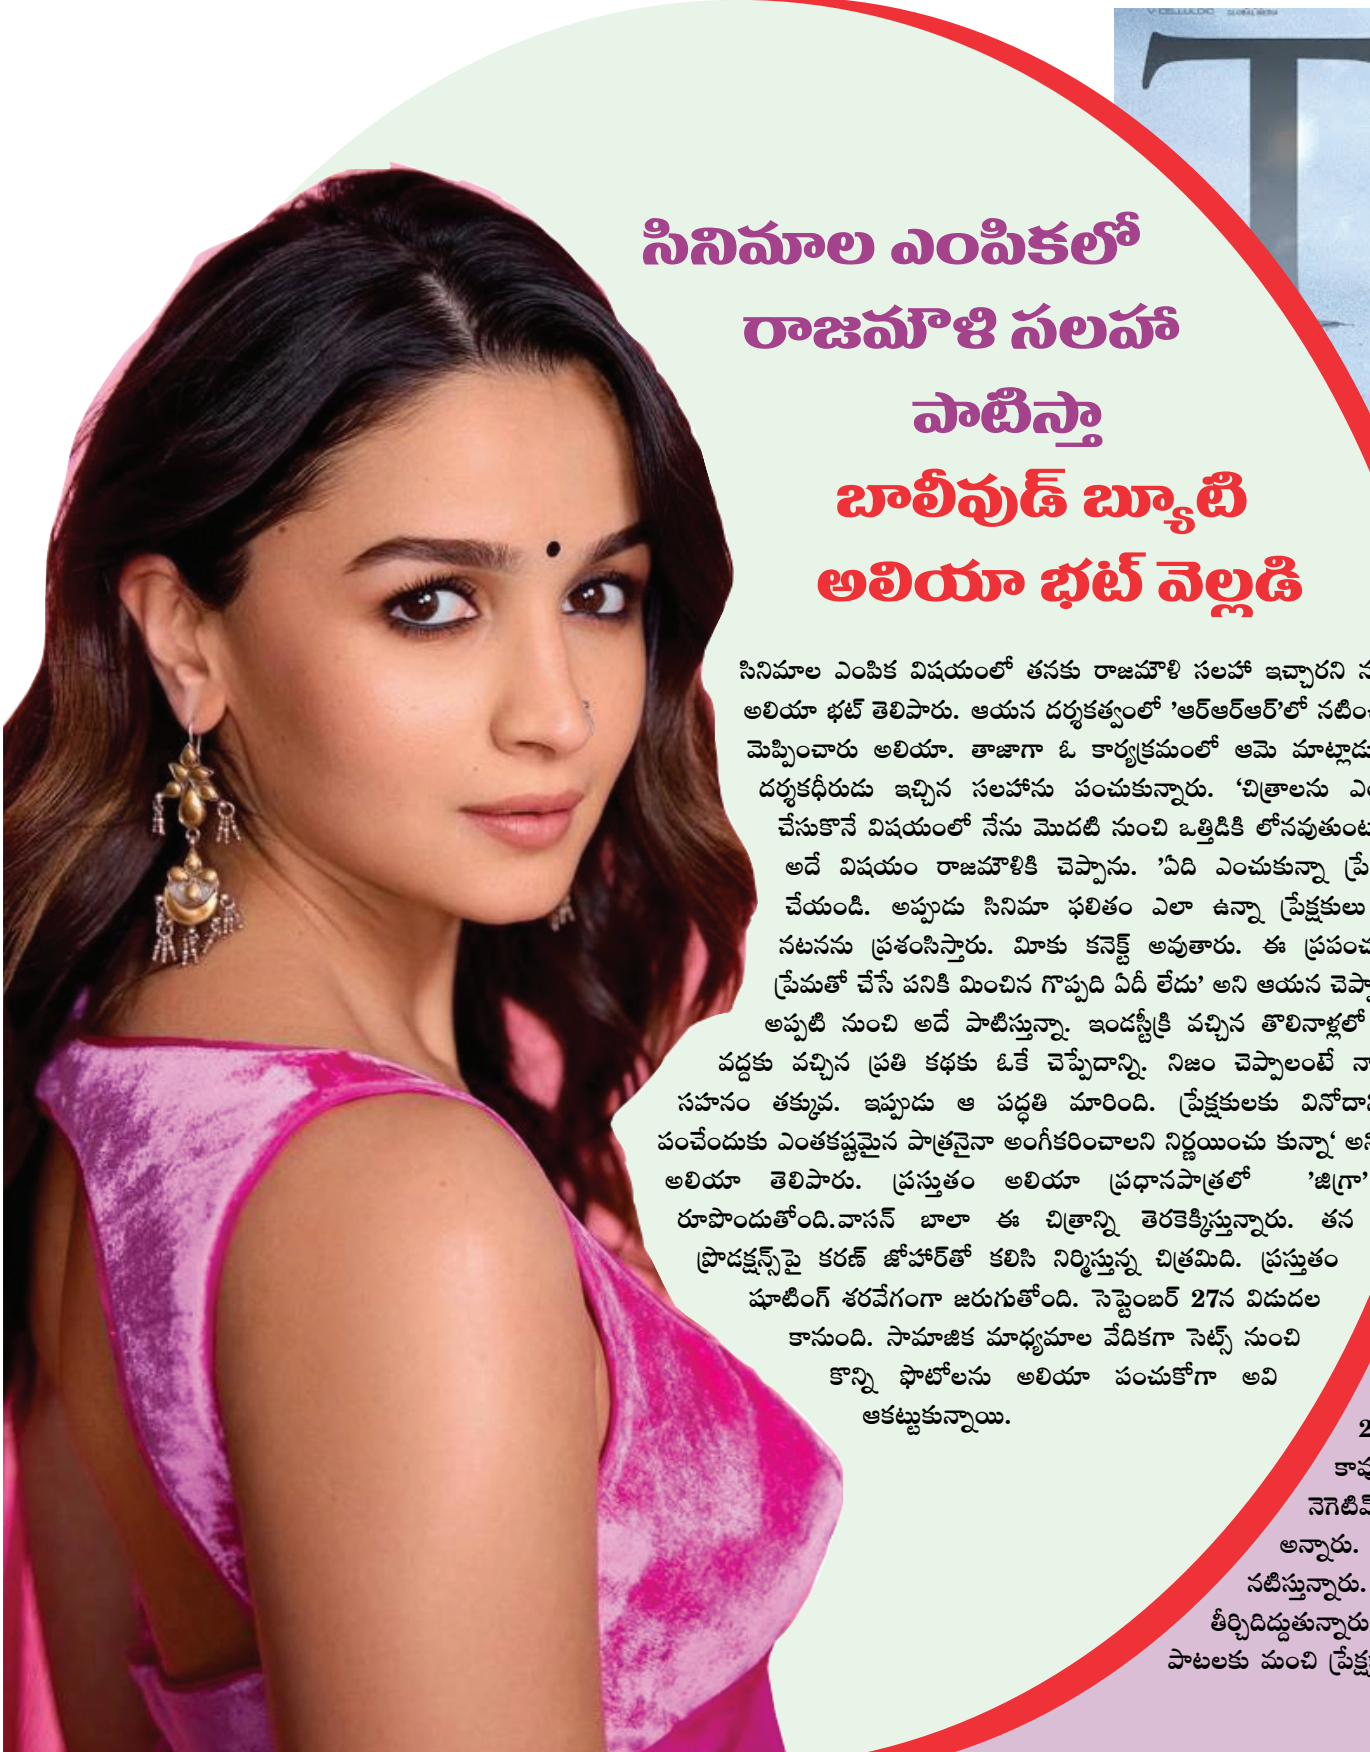 T
సినిమాల ఎంపికలో
రాజమౌళి సలహా
పాటిస్తా
బాలీవుడ్ బ్యూటి
అలియా భట్ వెల్లడి
సినిమాల ఎంపిక విషయంలో తనకు రాజమౌళి సలహా ఇచ్చారని
అలియా భట్ తెలిపారు. ఆయన దర్శకత్వంలో 'ఆర్ఆర్ఆర్'లో
మెప్పించారు అలియా. తాజాగా ఓ కార్యక్రమంలో ఆమె
దర్శకధీరుడు ఇచ్చిన సలహాను పంచుకున్నారు. ‘చిత్రాలను
చేసుకొనే విషయంలో నేను మొదటి నుంచి ఒత్తిడికి
అదే విషయం రాజమౌళికి చెప్పాను. ’ఏది ఎంచుకున్నా
చేయండి. అప్పుడు సినిమా ఫలితం ఎలా ఉన్నా ప్రేక్షకులు
నటనను ప్రశంసిస్తారు. మీకు కనెక్ట్ అవుతారు. ఈ
ప్రేమతో చేసే పనికి మించిన గొప్పది ఏదీ లేదు’ అని ఆయన
అప్పటి నుంచి అదే పాటిస్తున్నా. ఇండస్ట్రీకి వచ్చిన తొలినాళ్లలో
వద్దకు వచ్చిన ప్రతి కథకు ఓకే చెప్పేదాన్ని. నిజం చెప్పాలంటే
సహనం తక్కువ. ఇప్పుడు ఆ పద్ధతి మారింది. ప్రేక్షకులకు
పంచేందుకు ఎంతకష్టమైన పాత్రనైనా అంగీకరించాలని నిర్ణయించు కున్నా‘
అలియా తెలిపారు. ప్రస్తుతం అలియా ప్రధానపాత్రలో ’జిగ్రా’
రూపొందుతోంది.వాసన్ బాలా ఈ చిత్రాన్ని తెరకెక్కిస్తున్నారు. తన
ప్రొడక్షన్స్‌పై కరణ్ జోహార్‌తో కలిసి నిర్మిస్తున్న చిత్రమిది. ప్రస్తుతం
షూటింగ్ శరవేగంగా జరుగుతోంది. సెప్టెంబర్ 27న విడుదల
కానుంది. సామాజిక మాధ్యమాల వేదికగా సెట్స్ నుంచి
కొన్ని ఫొటోలను అలియా పంచుకోగా అవి
ఆకట్టుకున్నాయి.
అన్నారు.
నటిస్తున్నారు.
తీర్చిదిద్దుతున్నారు
పాటలకు మంచి